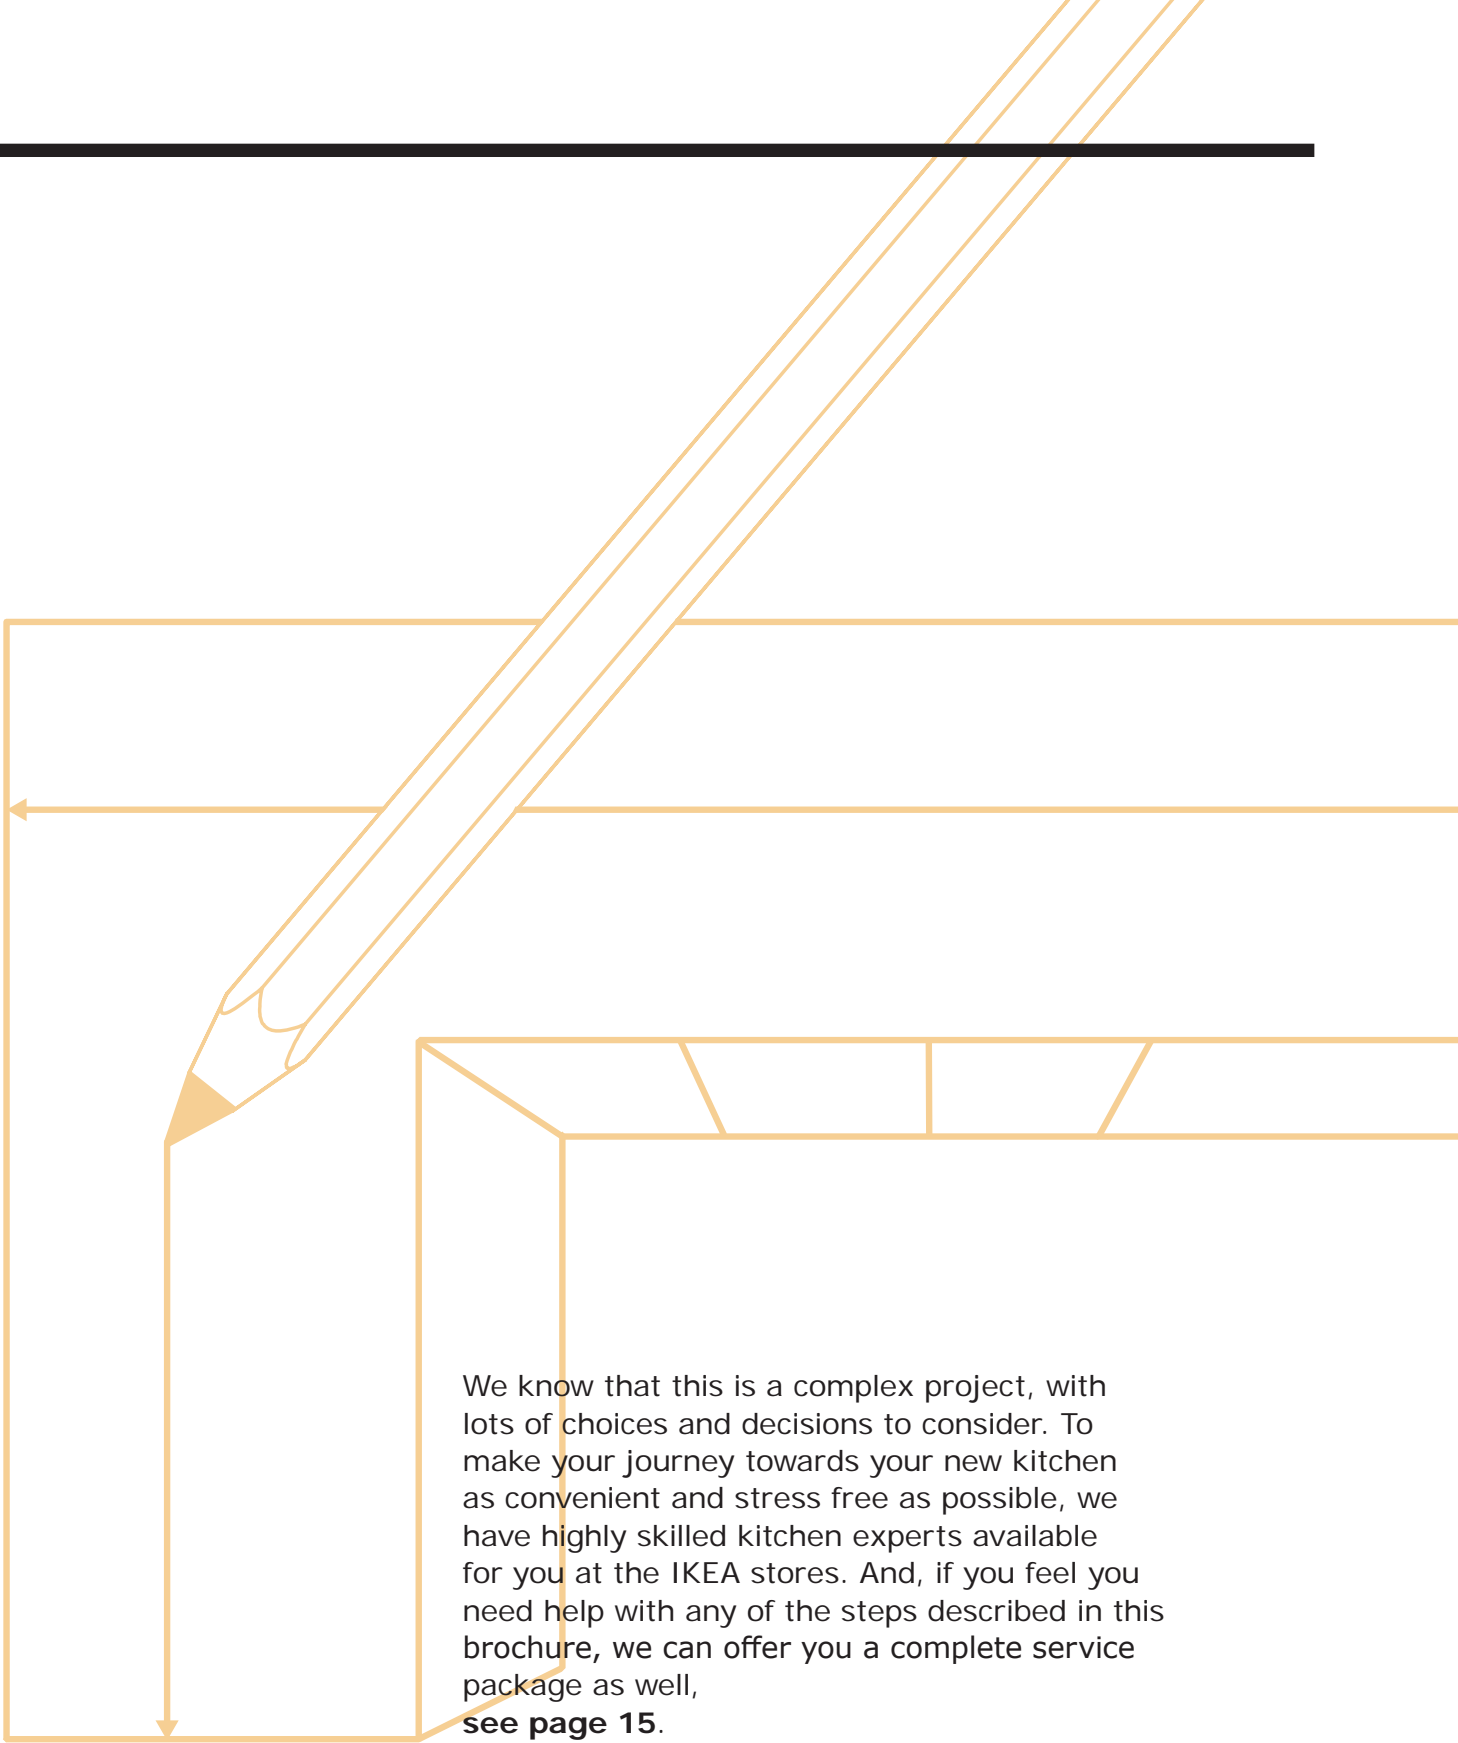 We know that this is a complex project, with
lots of choices and decisions to consider. To
make your journey towards your new kitchen
as convenient and stress free as possible, we
have highly skilled kitchen experts available
for you at the IKEA stores. And, if you feel you
need help with any of the steps described in this
brochure, we can offer you a complete service
package as well,
see page 15.